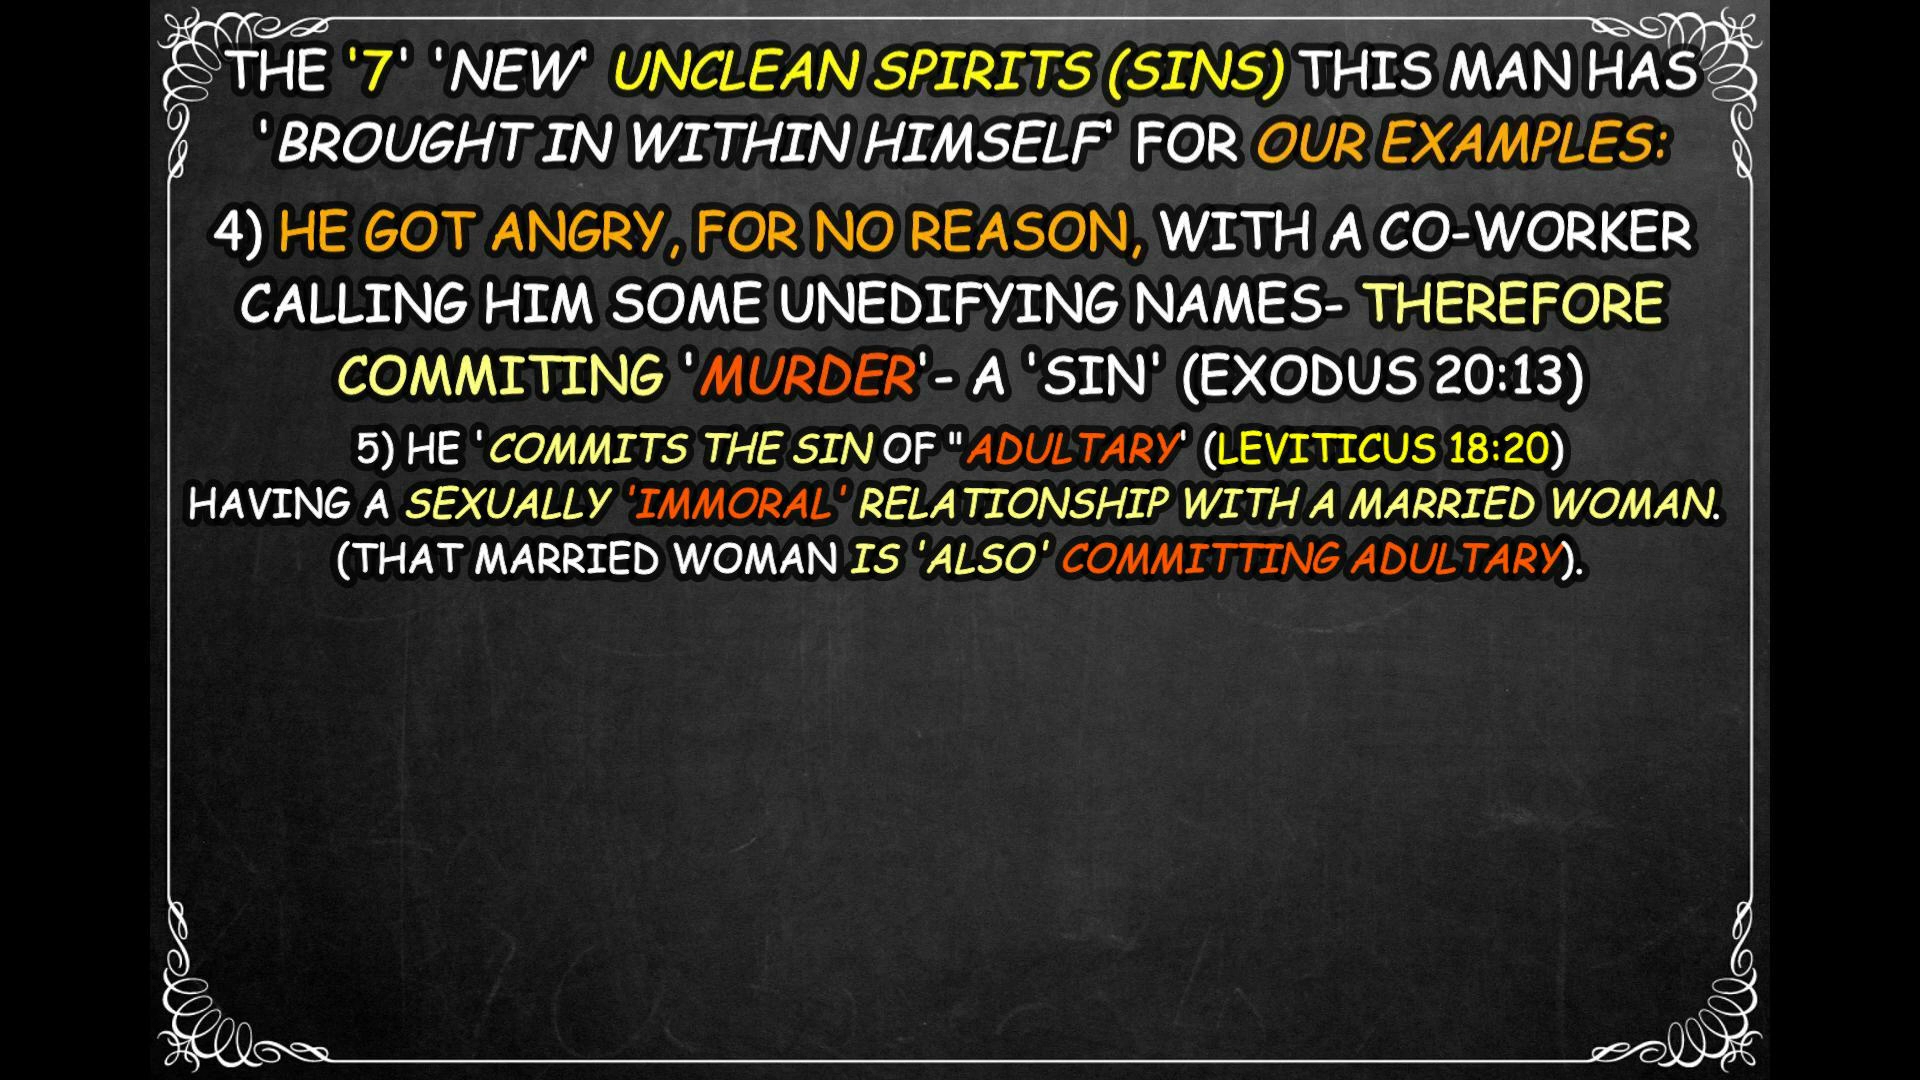 THE '7' 'NEW' UNCLEAN SPIRITS (SINS) THIS MAN HAS
'BROUGHT IN WITHIN HIMSELF' FOR OUR EXAMPLES:
4) HE GOT ANGRY, FOR NO REASON, WITH A CO-WORKER
CALLING HIM SOME UNEDIFYING NAMES- THEREFORE
COMMITING 'MURDER'- A 'SIN' (EXODUS 20:13)
5) HE 'COMMITS THE SIN OF "ADULTARY' (LEVITICUS 18:20)
HAVING A SEXUALLY 'IMMORAL' RELATIONSHIP WITH A MARRIED WOMAN.
(THAT MARRIED WOMAN IS 'ALSO' COMMITTING ADULTARY).